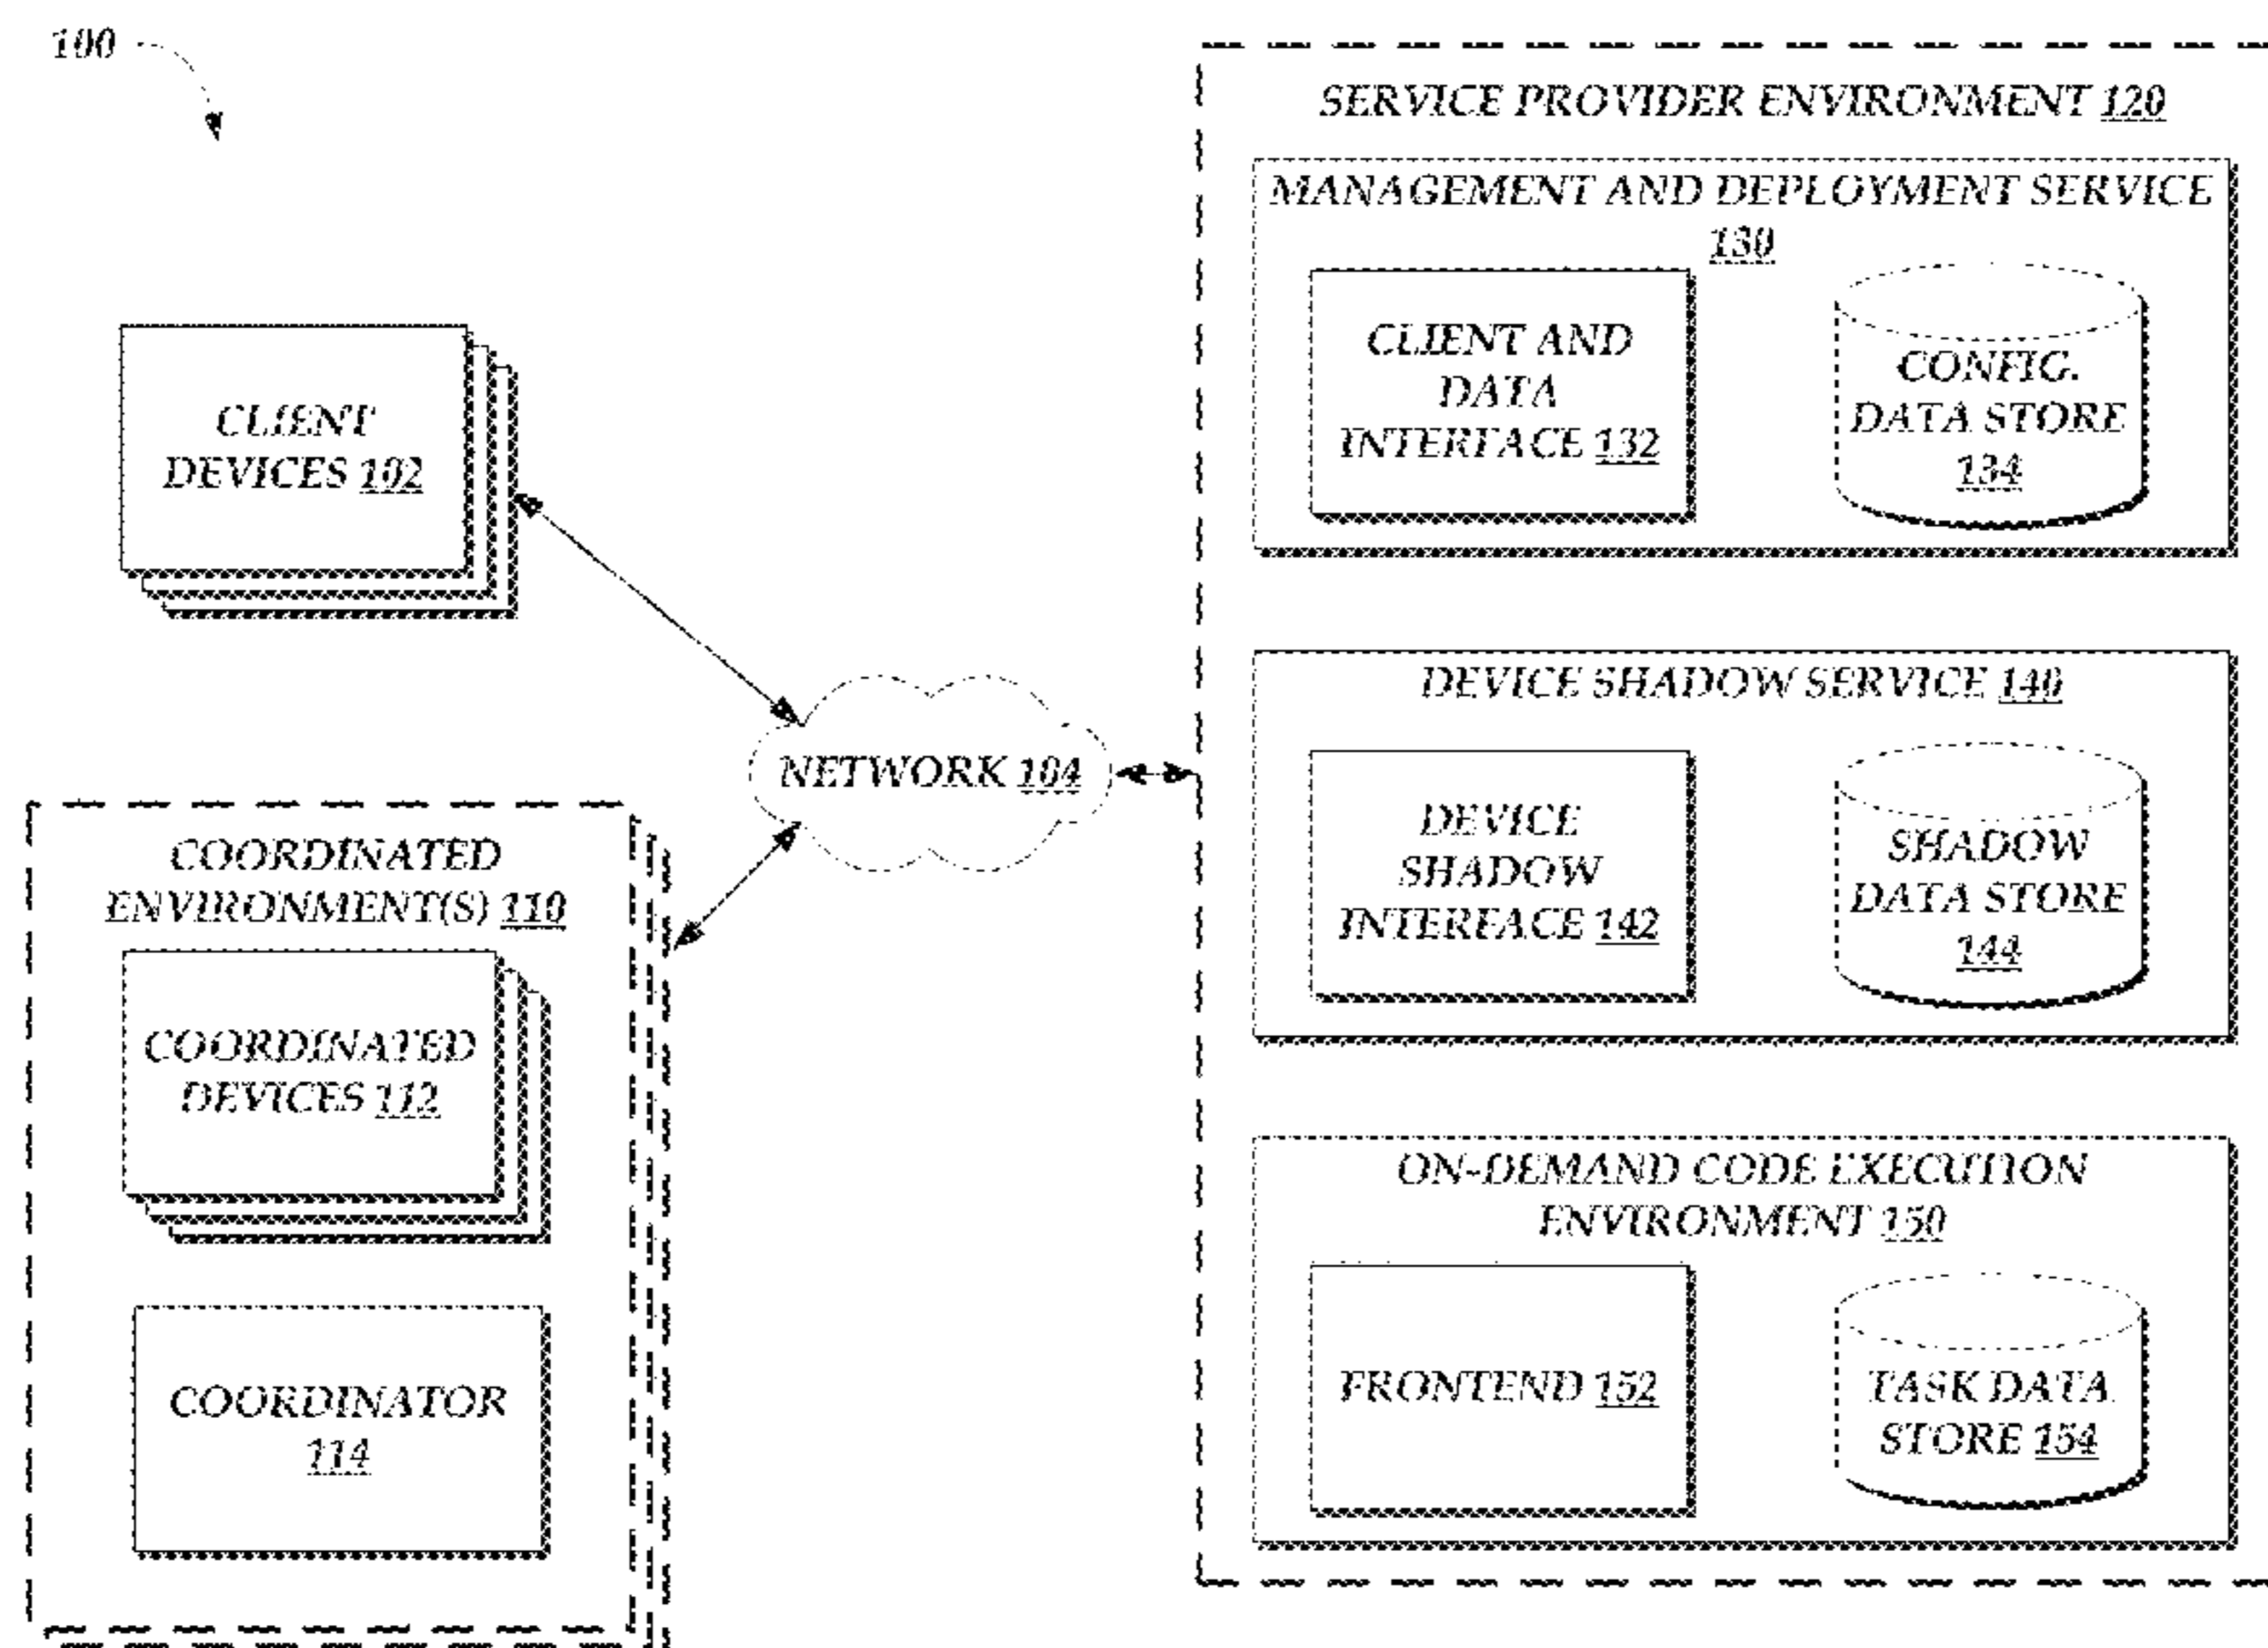 100
SERVICE PROVIDER ENVIRONMENT 120
MANAGEMENT AND DEPLOYMENT SERVICE
130
CLIENT AND
DATA
INTERFACE 132
CONFIG.
DATA STORE
134
CLIENT
DEVICES 102
NETWORK 104
DEVICE SHADOW SERVICE 140
DEVICE
SHADOW
INTERFACE 142
SHADOW
DATA STORE
144
COORDINATED
ENVIRONMENT(S) 110
COORDINATED
DEVICES 112
COORDINATOR
114
ON-DEMAND CODE EXECUTION
ENVIRONMENT 150
FRONTEND 152
TASK DATA
STORE 154